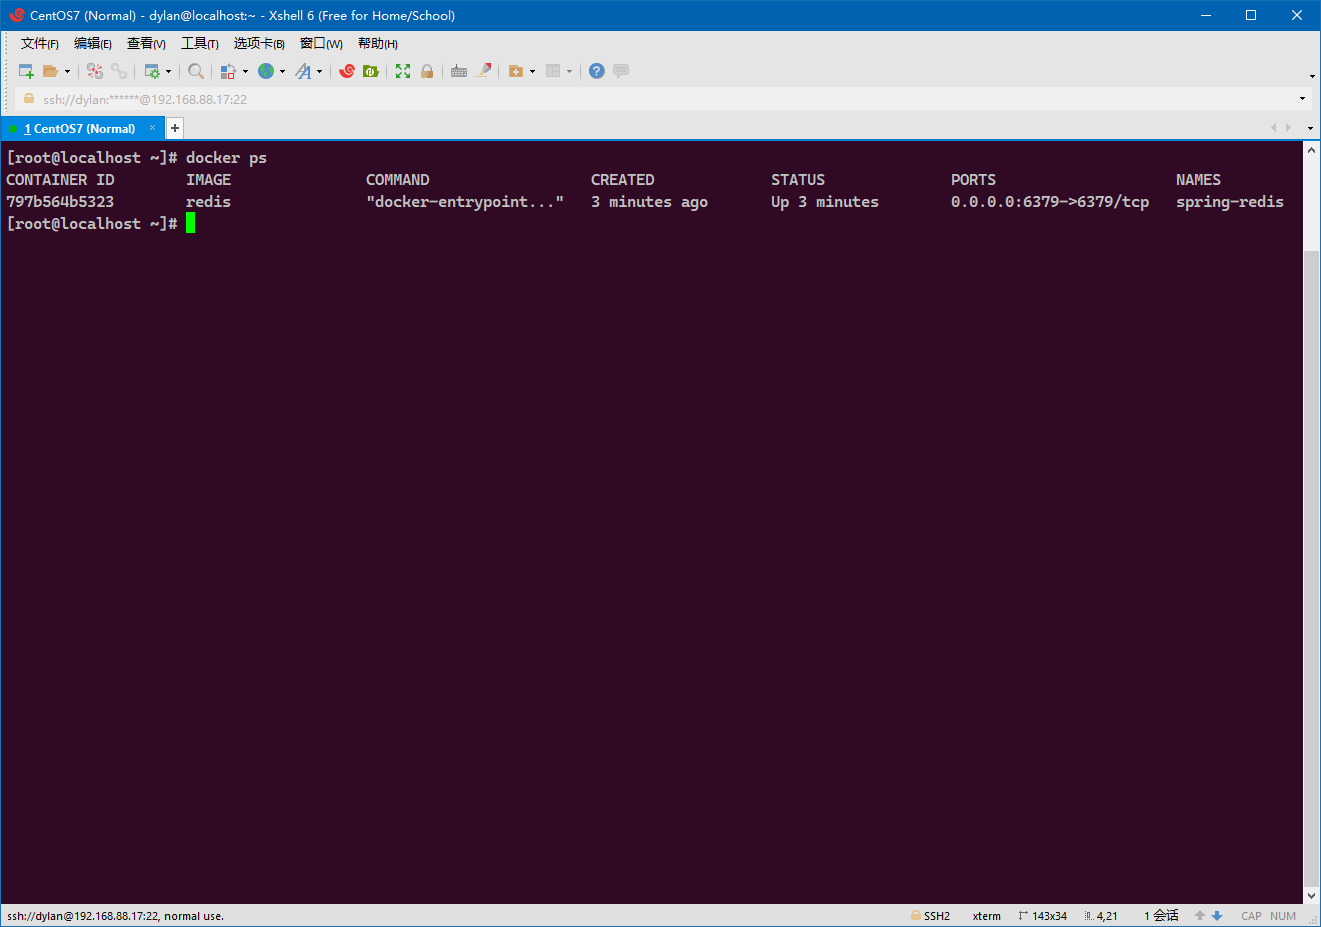 CentOS7 (Normal) - dylan@localhost:~ - Xshell 6 (Free for Home/School)
文件(F) 编辑(E) 查看(V) 工具(T) 选项卡(B) 窗口(W) 帮助(H)
ssh://dylan:******@192.168.88.17:22
1 CentOS7 (Normal) × +
[root@localhost ~]# docker ps
CONTAINER ID IMAGE COMMAND CREATED STATUS PORTS NAMES
797b564b5323 redis "docker-entrypoint..." 3 minutes ago Up 3 minutes 0.0.0.0:6379->6379/tcp spring-redis
[root@localhost ~]#
ssh://dylan@192.168.88.17:22, normal use. SSH2 xterm 143x34 4,21 1 会话 CAP NUM